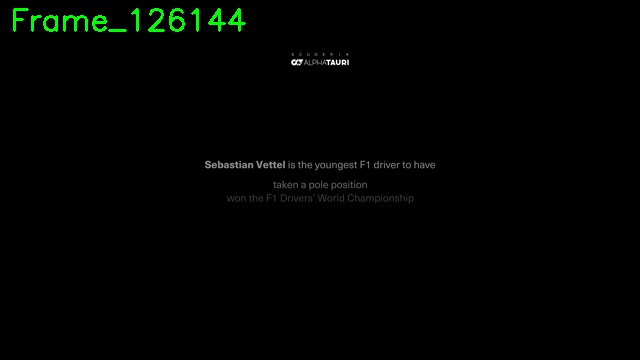 Frame_126144
SCUDERIA
ALPHATAURI
Sebastian Vettel is the youngest F1 driver to have
taken a pole position
won the F1 Drivers' World Championship